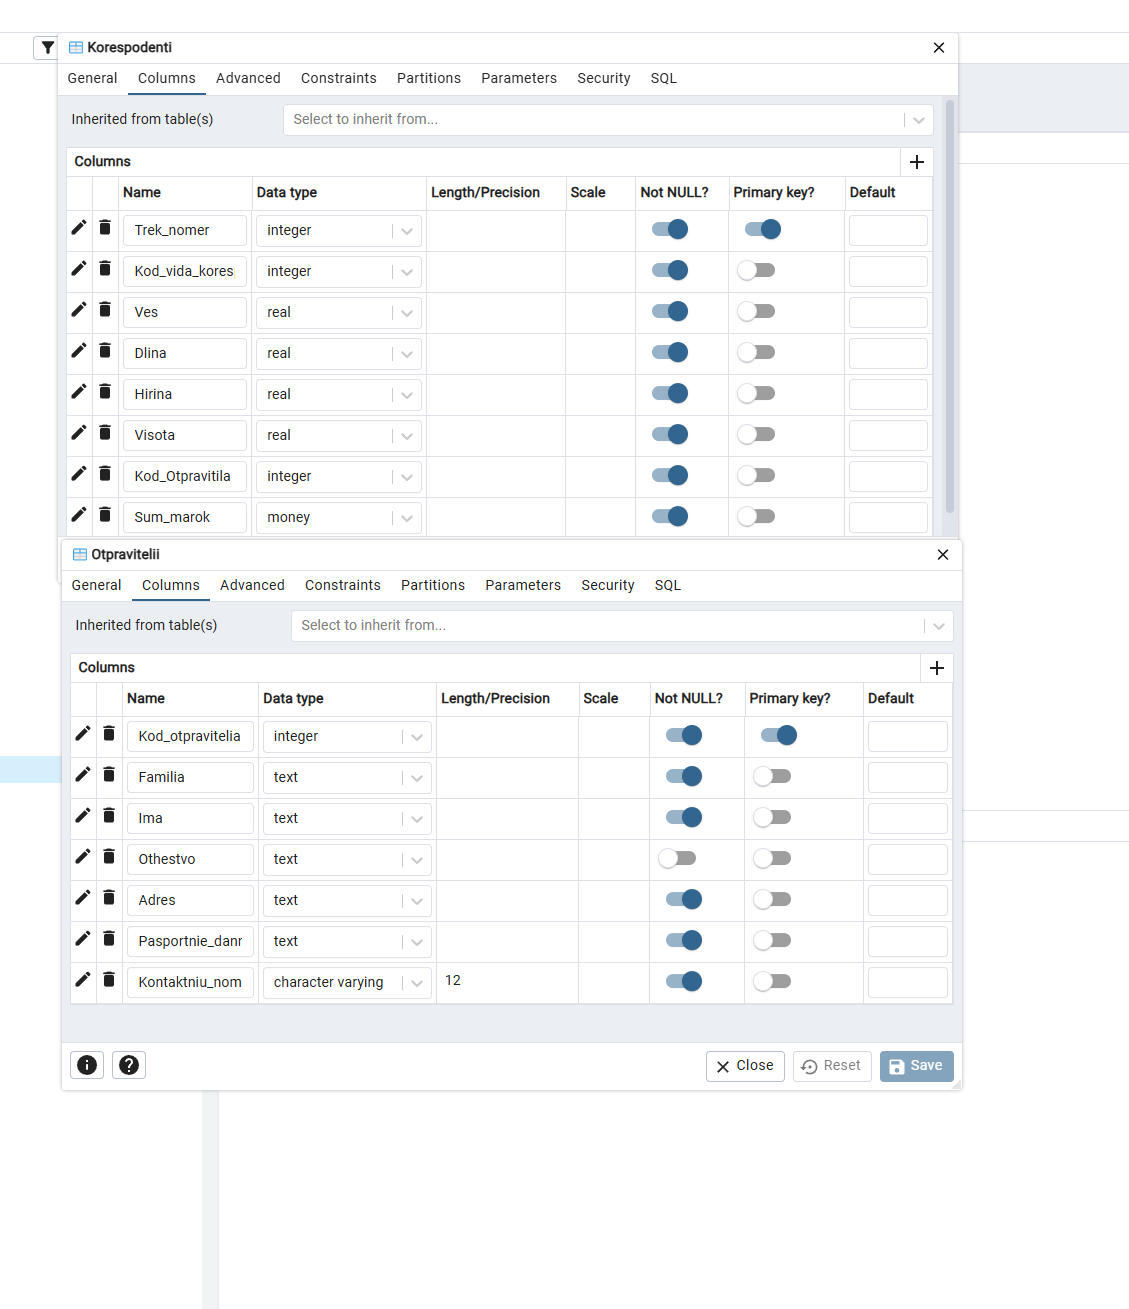 Korespodenti
General Columns Advanced Constraints Partitions Parameters Security SQL
Inherited from table(s) Select to inherit from...
Columns
Name Data type Length/Precision Scale Not NULL? Primary key? Default
Trek_nomer integer
Kod_vida_kores integer
Ves real
Dlina real
Hirina real
Visota real
Kod_Otpravitila integer
Sum_marok money
Otpravitelii
General Columns Advanced Constraints Partitions Parameters Security SQL
Inherited from table(s) Select to inherit from...
Columns
Name Data type Length/Precision Scale Not NULL? Primary key? Default
Kod_otpravitelia integer
Familia text
Ima text
Othestvo text
Adres text
Pasportnie_danr text
Kontaktniu_nom character varying 12
Close Reset Save